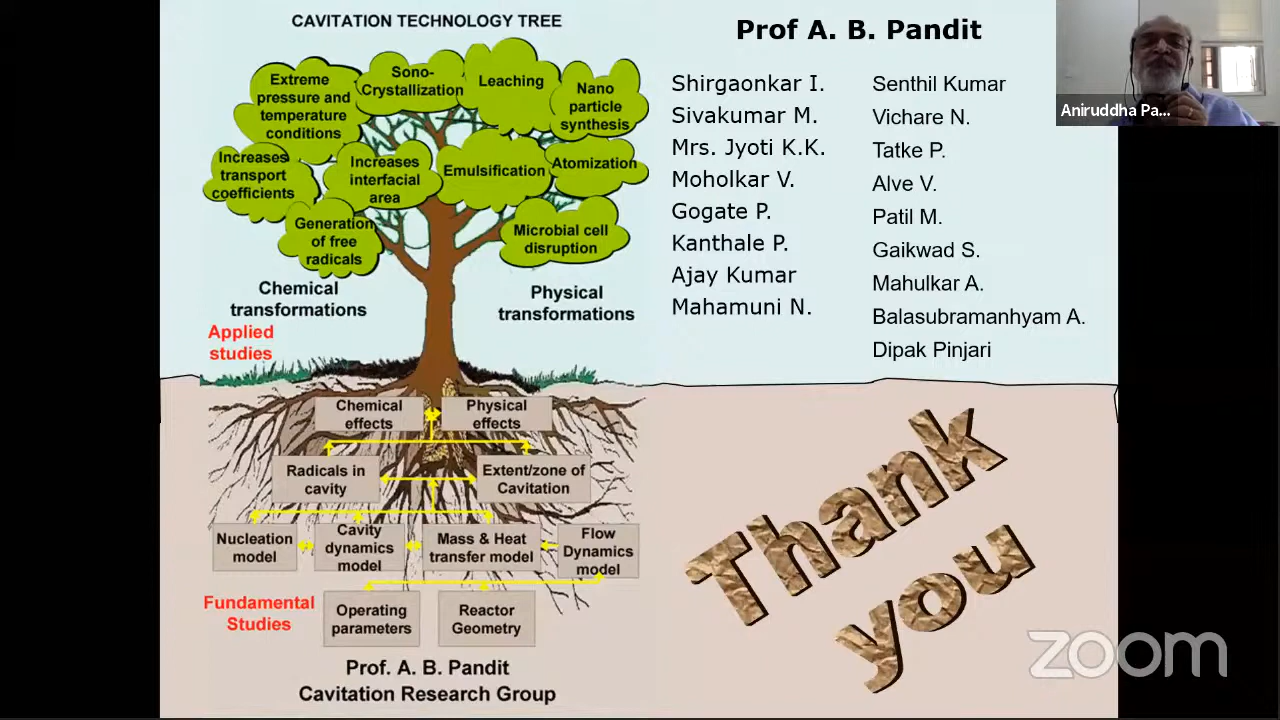 CAVITATION TECHNOLOGY TREE
Extreme
pressure and
temperature
conditions
Sono-
Crystallization
Leaching
Nano
particle
synthesis
Increases
transport
coefficients
Increases
interfacial
area
Emulsification
Atomization
Generation
of free
radicals
Microbial cell
disruption
Chemical
transformations
Physical
transformations
Applied
studies
Chemical
effects
Physical
effects
Radicals in
cavity
Extent/zone of
Cavitation
Nucleation
model
Cavity
dynamics
model
Mass & Heat
transfer model
Flow
Dynamics
model
Fundamental
Studies
Operating
parameters
Reactor
Geometry
Prof. A. B. Pandit
Cavitation Research Group
Prof A. B. Pandit
Shirgaonkar I.
Sivakumar M.
Mrs. Jyoti K.K.
Moholkar V.
Gogate P.
Kanthale P.
Ajay Kumar
Mahamuni N.
Senthil Kumar
Vichare N.
Tatke P.
Alve V.
Patil M.
Gaikwad S.
Mahulkar A.
Balasubramanhyam A.
Dipak Pinjari
Thank
you
Aniruddha Pa...
zoom